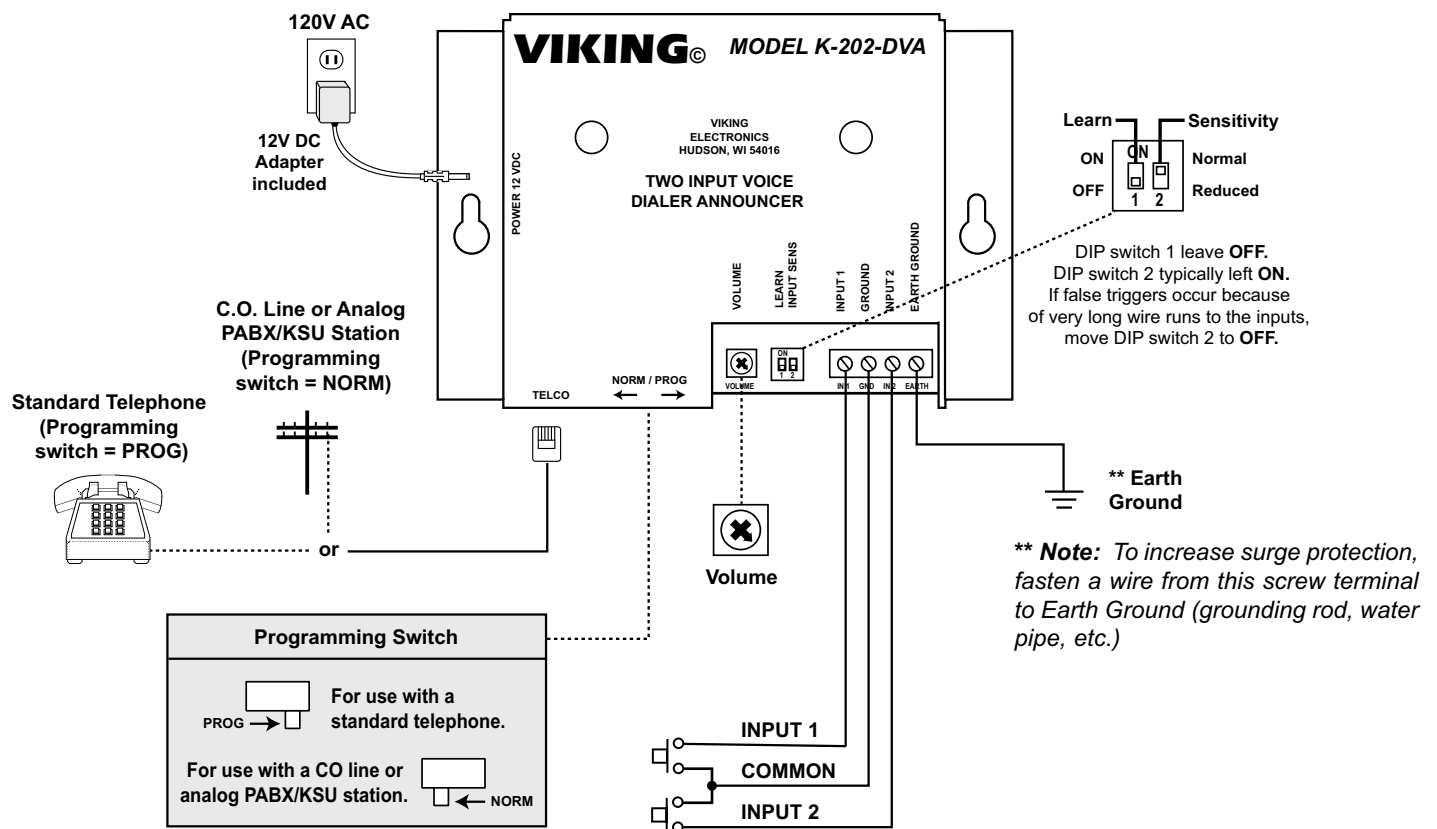 120V AC
12V DC
Adapter
included
VIKING©
MODEL K-202-DVA
VIKING
ELECTRONICS
HUDSON, WI 54016
TWO INPUT VOICE
DIALER ANNOUNCER
POWER 12 VDC
VOLUME
LEARN
INPUT SENS
INPUT 1
GROUND
INPUT 2
EARTH GROUND
VOLUME
ON
1 2
IN 1
GND
IN 2
EARTH
TELCO
NORM / PROG
Learn
Sensitivity
ON
ON
Normal
OFF
Reduced
1 2
DIP switch 1 leave OFF.
DIP switch 2 typically left ON.
If false triggers occur because
of very long wire runs to the inputs,
move DIP switch 2 to OFF.
C.O. Line or Analog
PABX/KSU Station
(Programming
switch = NORM)
Standard Telephone
(Programming
switch = PROG)
or
Volume
** Earth
Ground
** Note: To increase surge protection,
fasten a wire from this screw terminal
to Earth Ground (grounding rod, water
pipe, etc.)
Programming Switch
For use with a
standard telephone.
PROG
For use with a CO line or
analog PABX/KSU station.
NORM
INPUT 1
COMMON
INPUT 2